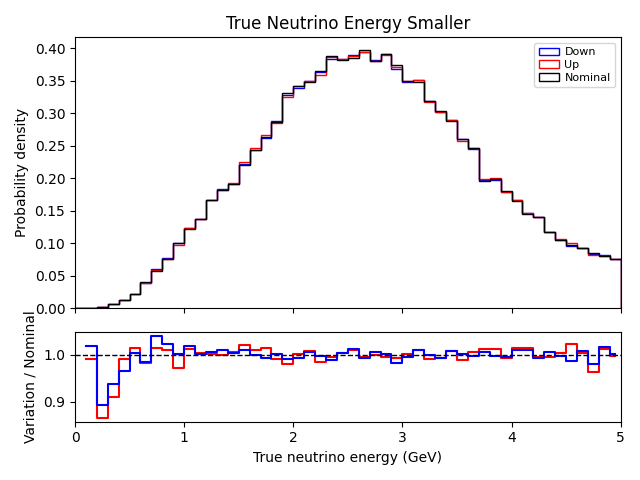 True Neutrino Energy Smaller
Down
Up
Nominal
Probability density
0.40
0.35
0.30
0.25
0.20
0.15
0.10
0.05
0.00
Variation / Nominal
1.0
0.9
0
1
2
3
4
5
True neutrino energy (GeV)